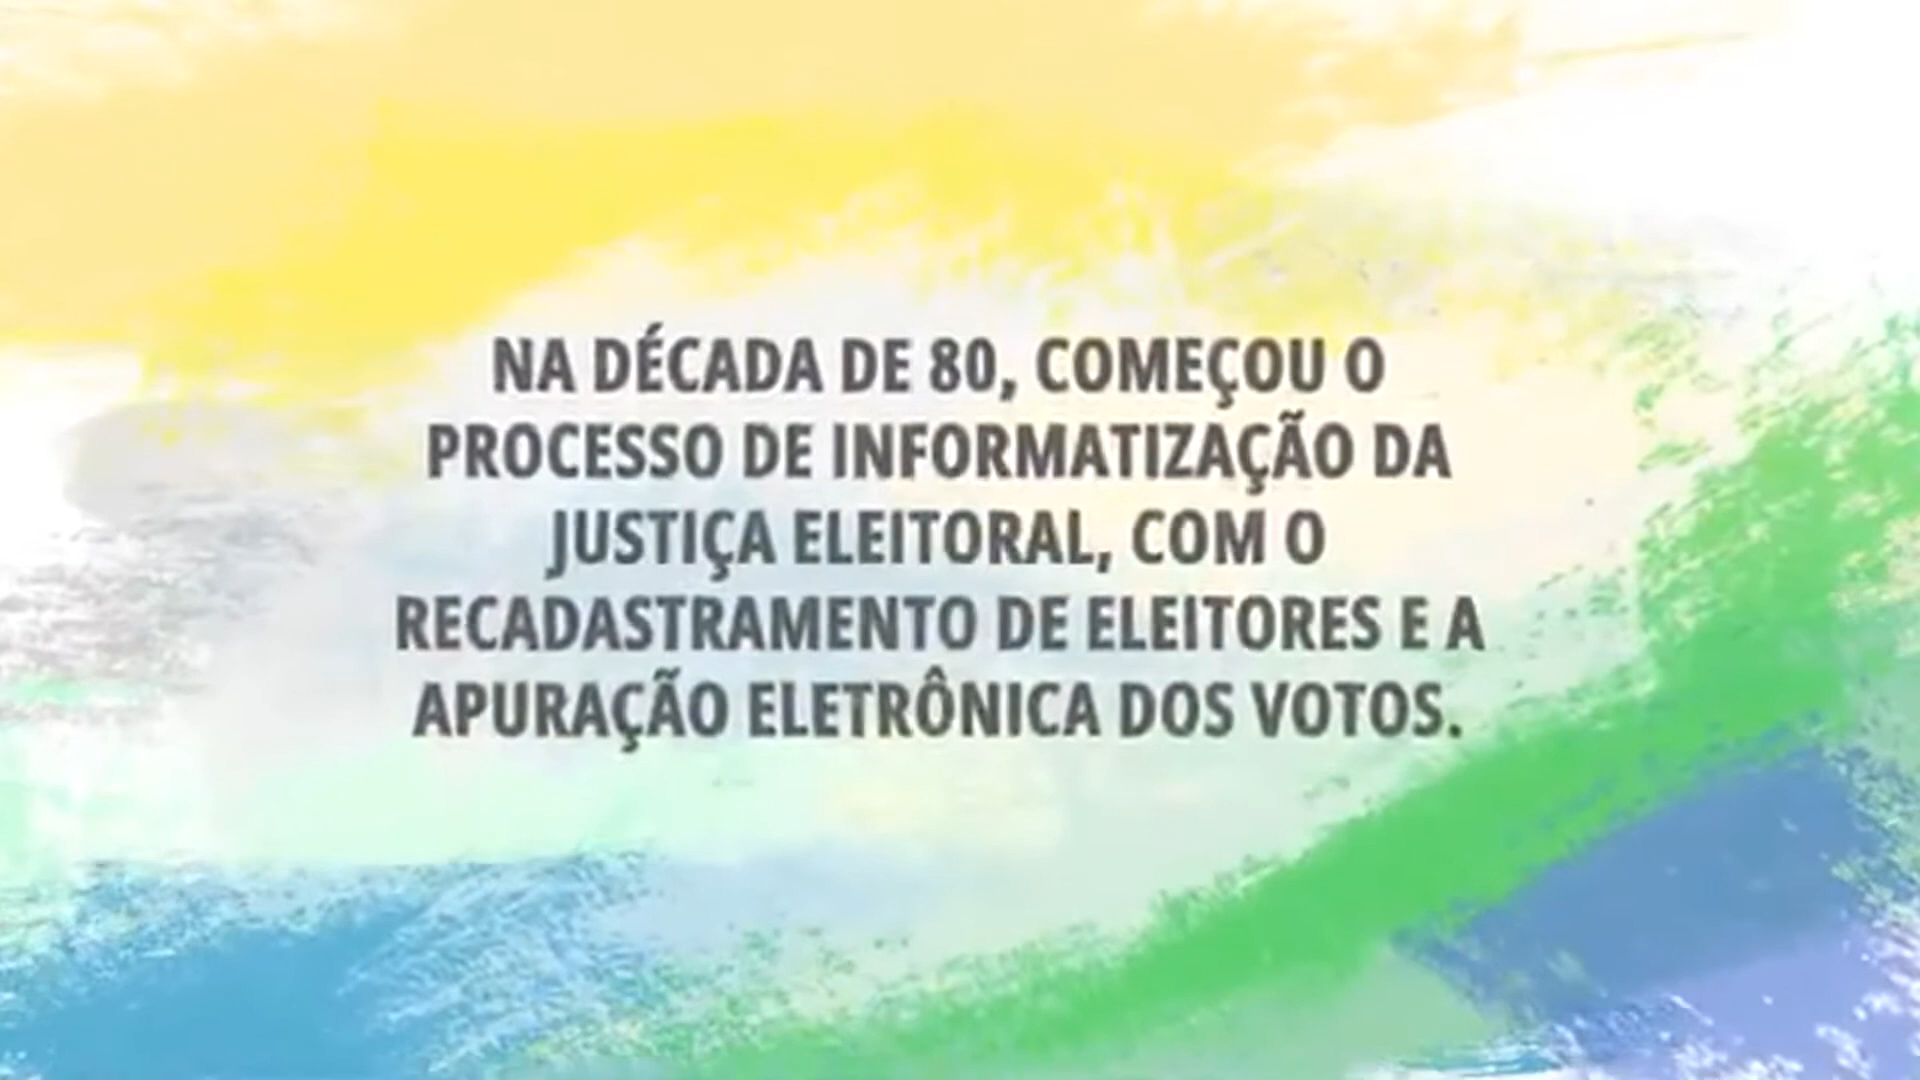 NA DÉCADA DE 80, COMEÇOU O
PROCESSO DE INFORMATIZAÇÃO DA
JUSTIÇA ELEITORAL, COM O
RECADASTRAMENTO DE ELEITORES E A
APURAÇÃO ELETRÔNICA DOS VOTOS.